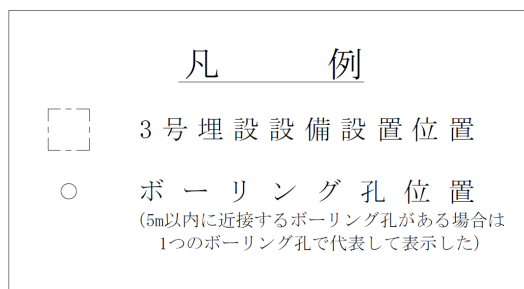 凡例
3号埋設設備設置位置
ボーリング孔位置
(5m以内に近接するボーリング孔がある場合は
1つのボーリング孔で代表して表示した)